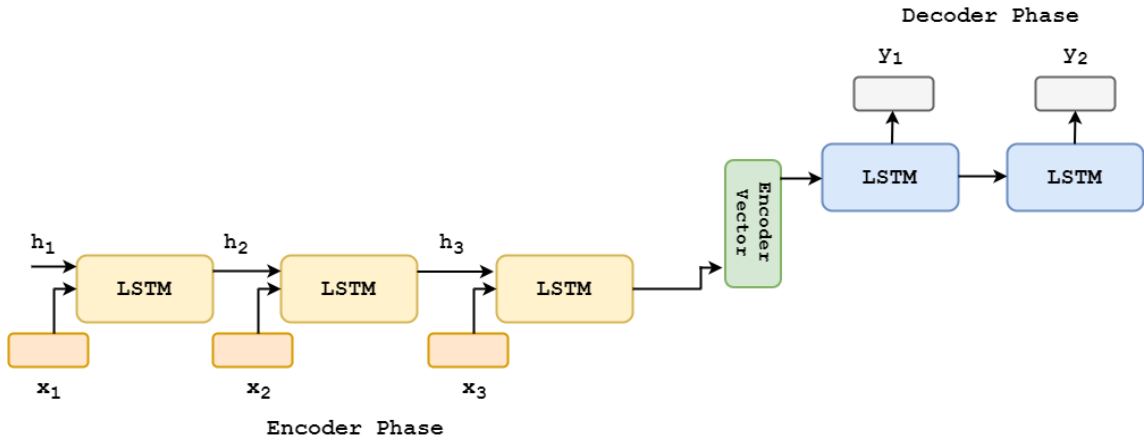 Decoder Phase
y₁
y₂
LSTM
LSTM
Encoder
Vector
h₁
h₂
h₃
LSTM
LSTM
LSTM
x₁
x₂
x₃
Encoder Phase